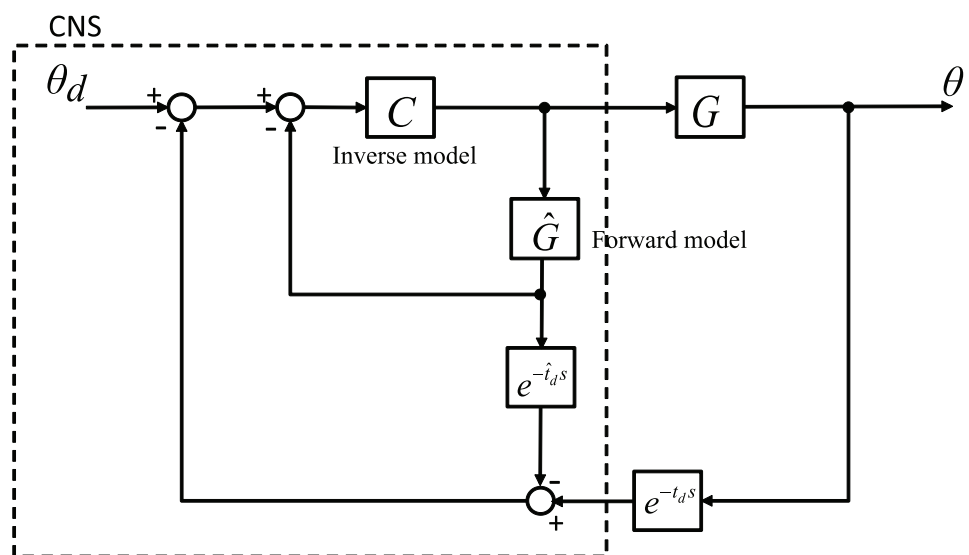 CNS
θd
+
+
-
-
C
G
θ
Inverse model
Ĝ
Forward model
e^{-t̂_d s}
-
+
e^{-t_d s}